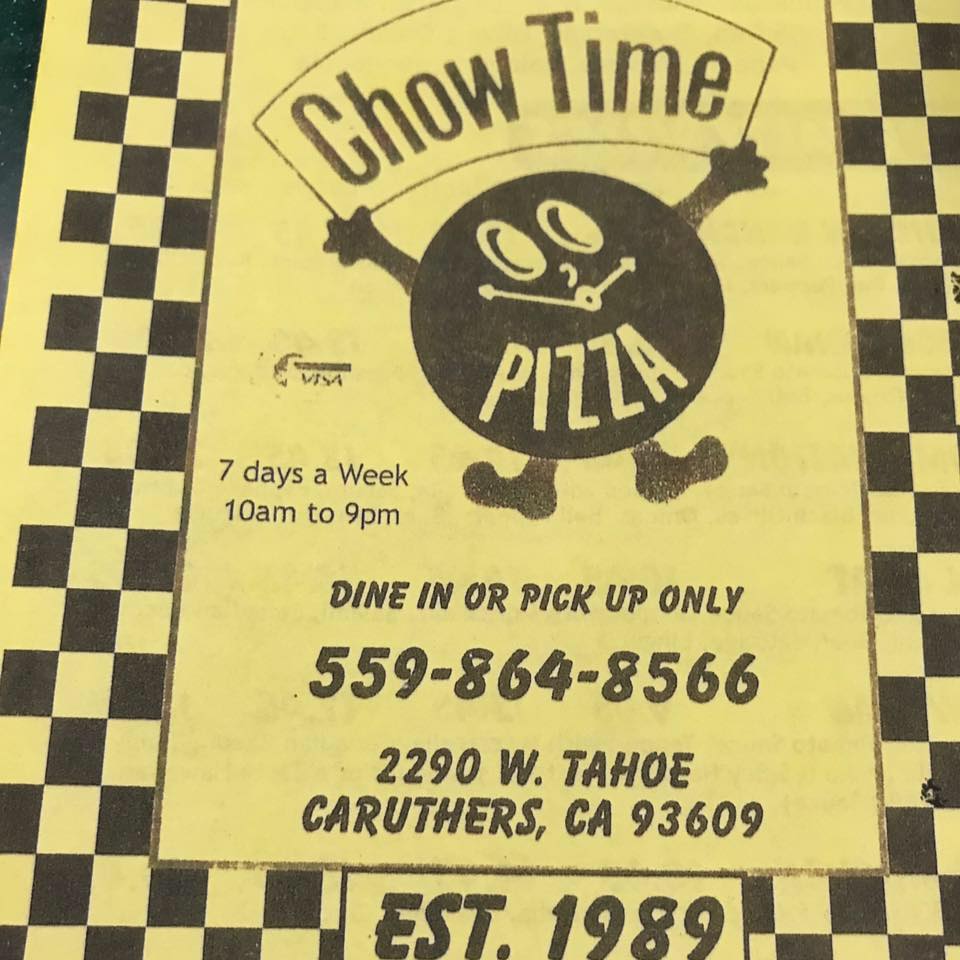 Chow Time
PIZZA
VISA
7 days a Week
10am to 9pm
DINE IN OR PICK UP ONLY
559-864-8566
2290 W. TAHOE
CARUTHERS, CA 93609
EST. 1989